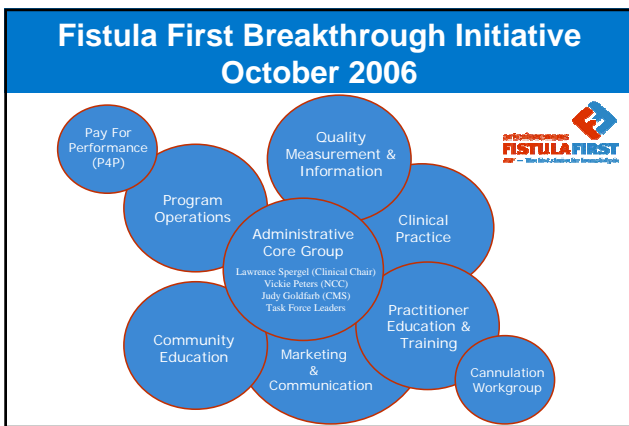 Fistula First Breakthrough Initiative
October 2006
Pay For
Performance
(P4P)
Quality
Measurement &
Information
FISTULAFIRST
Program
Operations
Clinical
Practice
Administrative
Core Group
Lawrence Spergel (Clinical Chair)
Vickie Peters (NCC)
Judy Goldfarb (CMS)
Task Force Leaders
Practitioner
Education &
Training
Community
Education
Marketing
&
Communication
Cannulation
Workgroup